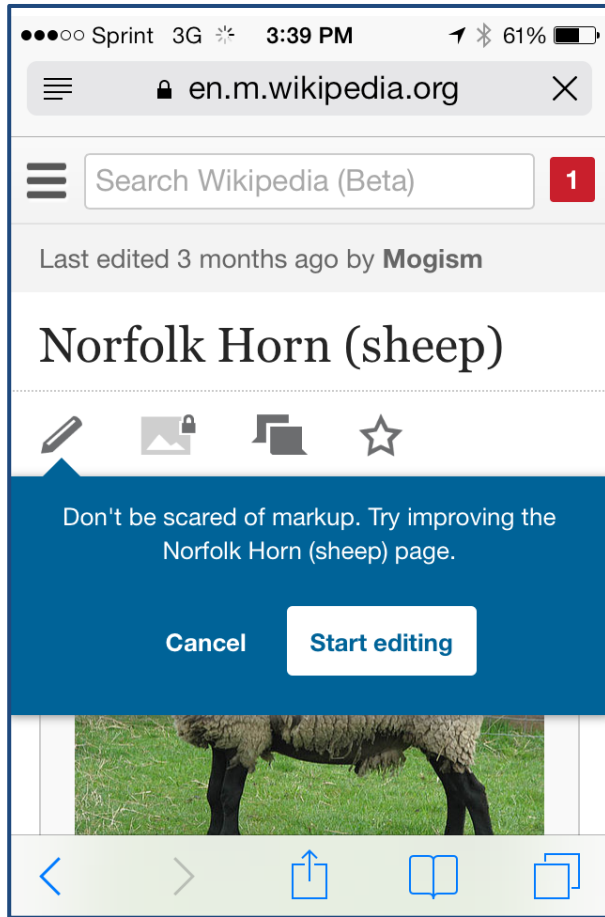 Sprint 3G 3:39 PM 61%
en.m.wikipedia.org
Search Wikipedia (Beta) 1
Last edited 3 months ago by Mogism
Norfolk Horn (sheep)
Don't be scared of markup. Try improving the
Norfolk Horn (sheep) page.
Cancel Start editing